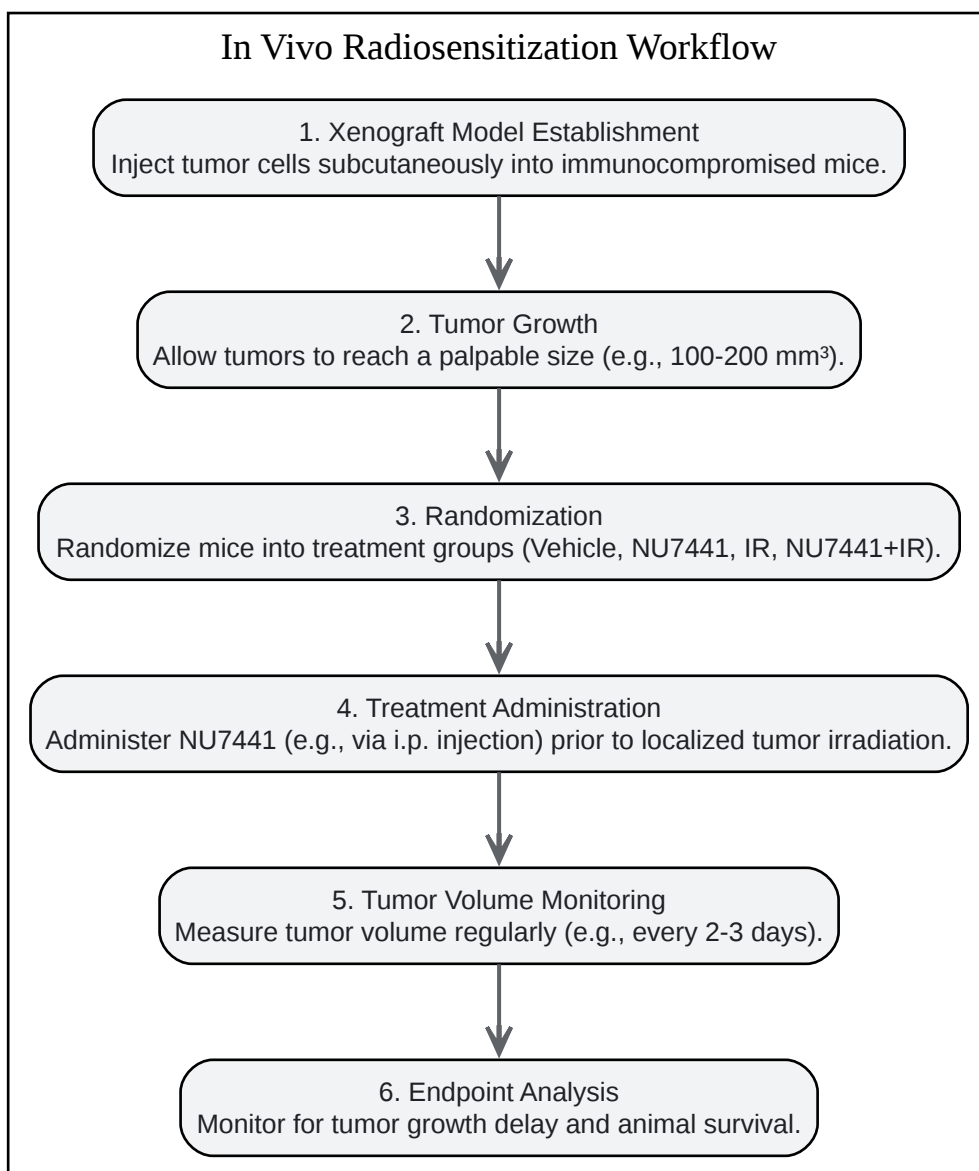 In Vivo Radiosensitization Workflow
1. Xenograft Model Establishment
Inject tumor cells subcutaneously into immunocompromised mice.
2. Tumor Growth
Allow tumors to reach a palpable size (e.g., 100-200 mm³).
3. Randomization
Randomize mice into treatment groups (Vehicle, NU7441, IR, NU7441+IR).
4. Treatment Administration
Administer NU7441 (e.g., via i.p. injection) prior to localized tumor irradiation.
5. Tumor Volume Monitoring
Measure tumor volume regularly (e.g., every 2-3 days).
6. Endpoint Analysis
Monitor for tumor growth delay and animal survival.